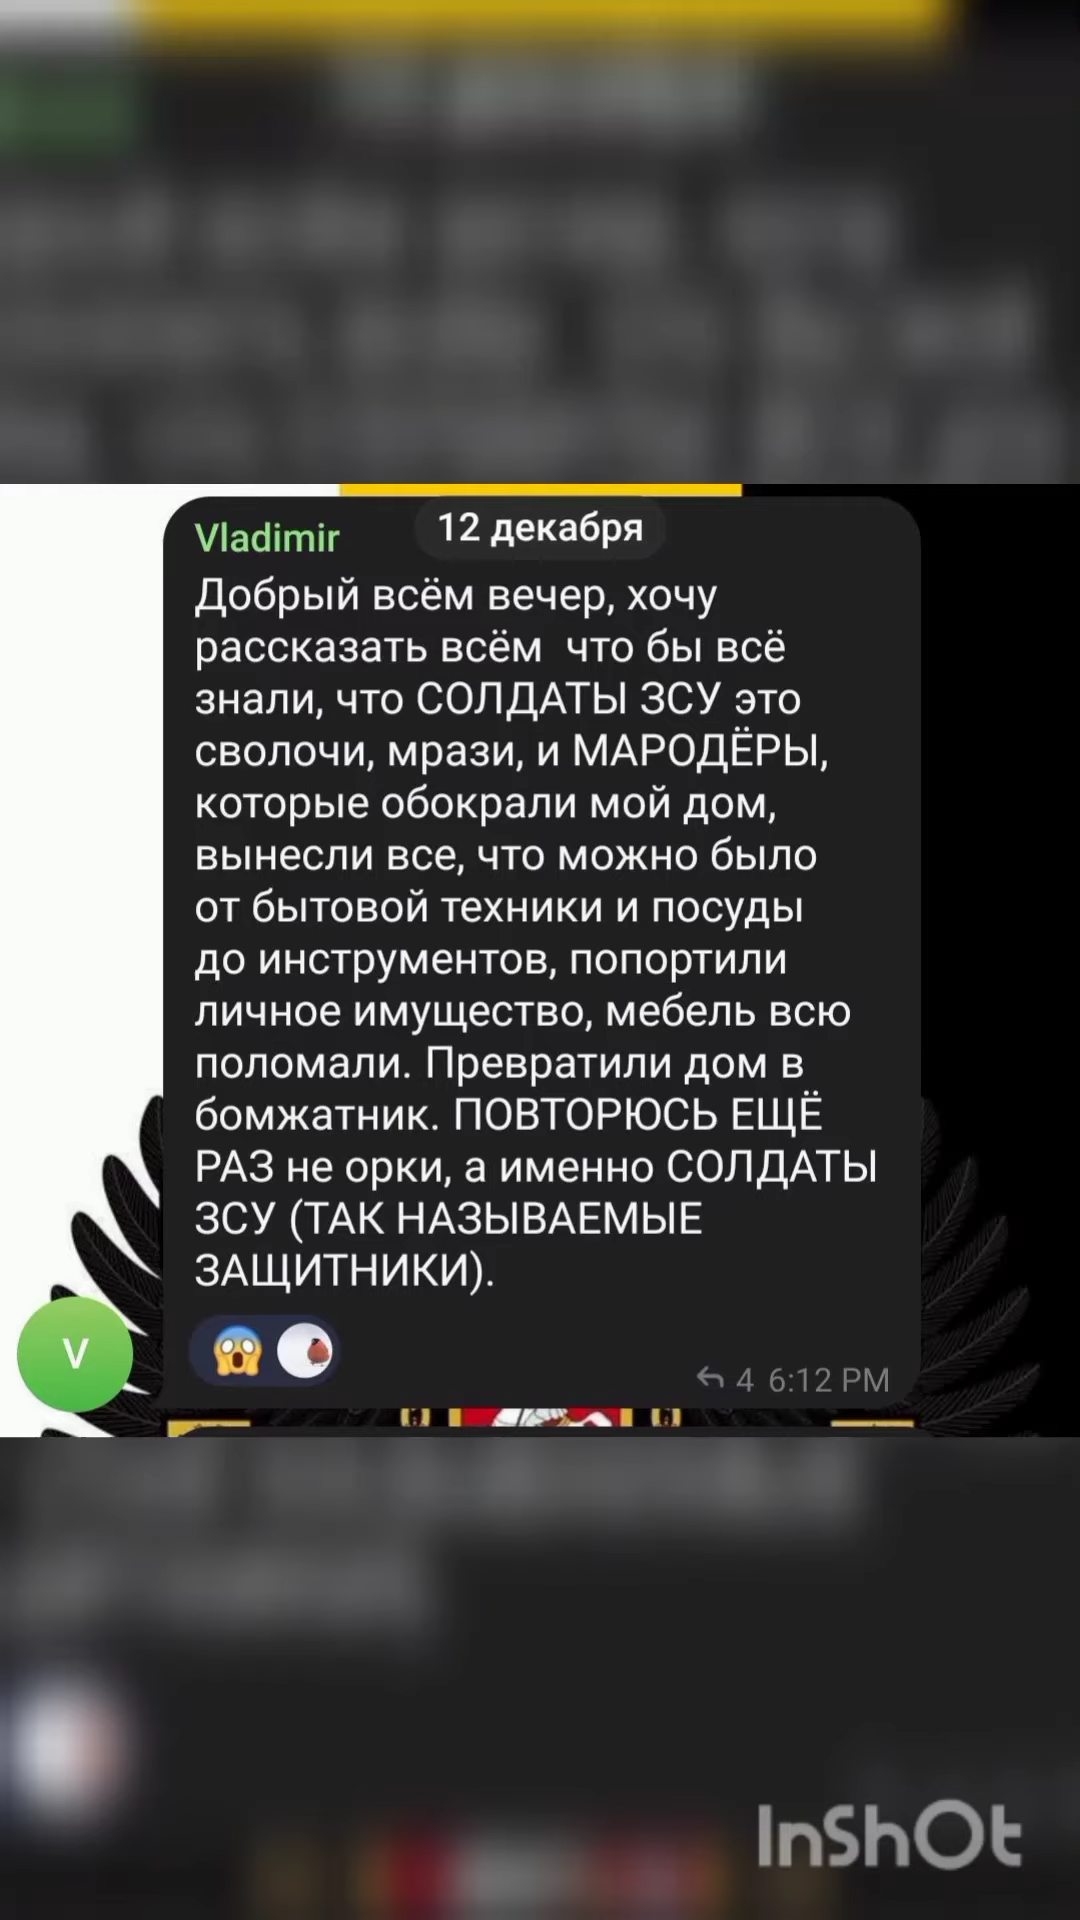 12 декабря
Vladimir
Добрый всём вечер, хочу
рассказать всём что бы всё
знали, что СОЛДАТЫ ЗСУ это
сволочи, мрази, и МАРОДЁРЫ,
которые обокрали мой дом,
вынесли все, что можно было
от бытовой техники и посуды
до инструментов, попортили
личное имущество, мебель всю
поломали. Превратили дом в
бомжатник. ПОВТОРЮСЬ ЕЩЁ
РАЗ не орки, а именно СОЛДАТЫ
ЗСУ (ТАК НАЗЫВАЕМЫЕ
ЗАЩИТНИКИ).
V
4 6:12 PM
InShOt